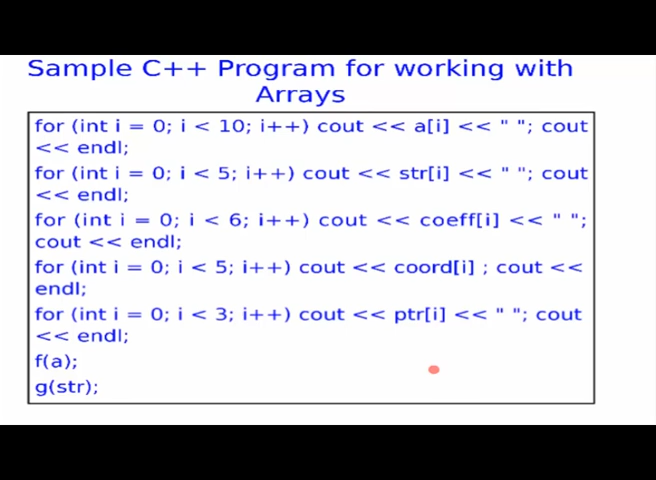 Sample C++ Program for working with
Arrays
for (int i = 0; i < 10; i++) cout << a[i] << " "; cout
<< endl;
for (int i = 0; i < 5; i++) cout << str[i] << " "; cout
<< endl;
for (int i = 0; i < 6; i++) cout << coeff[i] << " ";
cout << endl;
for (int i = 0; i < 5; i++) cout << coord[i] ; cout <<
endl;
for (int i = 0; i < 3; i++) cout << ptr[i] << " "; cout
<< endl;
f(a);
g(str);